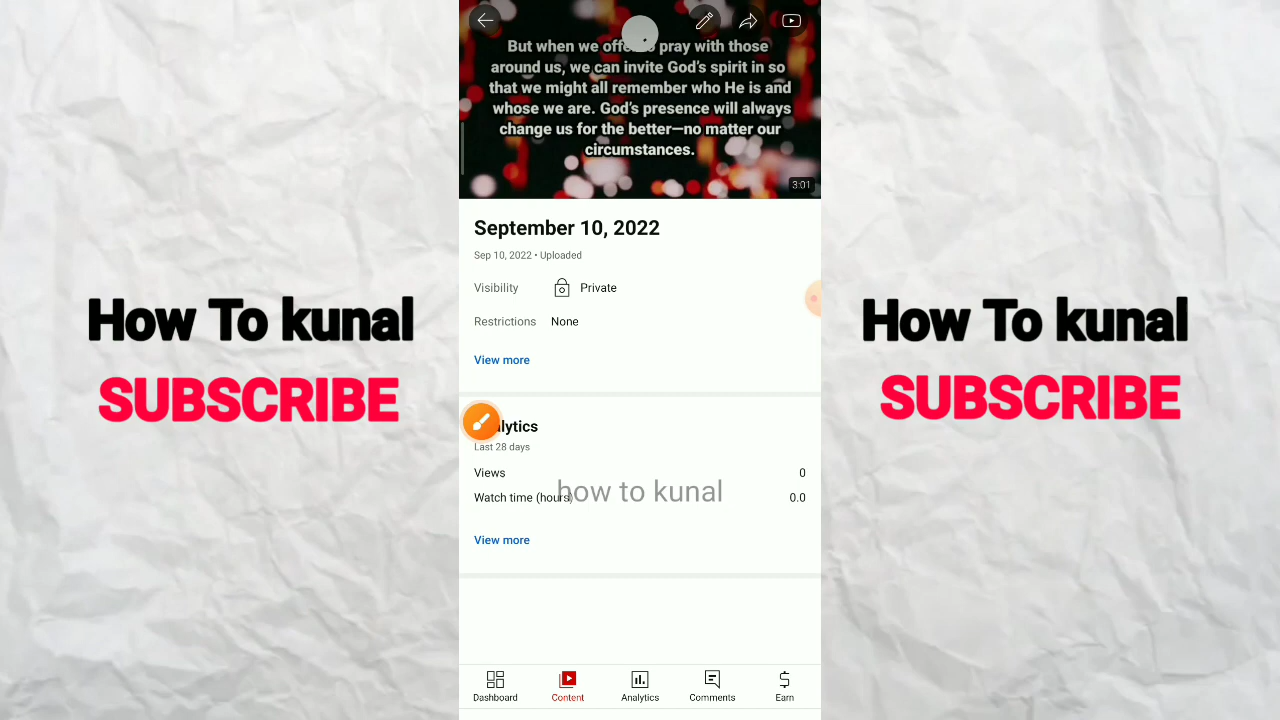 But when we offer to pray with those
around us, we can invite God's spirit in so
that we might all remember who He is and
whose we are. God's presence will always
change us for the better—no matter our
circumstances.
3:01
September 10, 2022
Sep 10, 2022 • Uploaded
Visibility Private
Restrictions None
View more
How To kunal
SUBSCRIBE
How To kunal
SUBSCRIBE
lytics
Last 28 days
Views 0
Watch time (hours) 0.0
how to kunal
View more
Dashboard Content Analytics Comments Earn